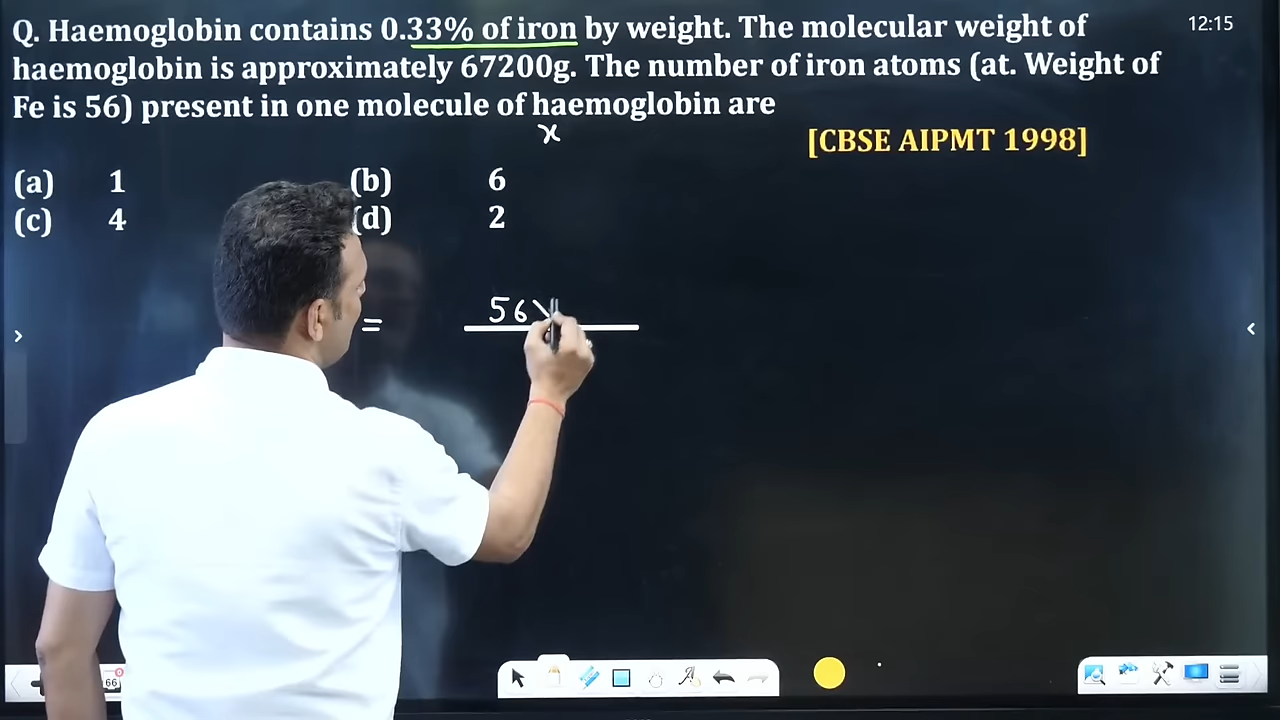 Q. Haemoglobin contains 0.33% of iron by weight. The molecular weight of
12:15
haemoglobin is approximately 67200g. The number of iron atoms (at. Weight of
Fe is 56) present in one molecule of haemoglobin are
x
[CBSE AIPMT 1998]
(a) 1 (b) 6
(c) 4 (d) 2
= 56
66